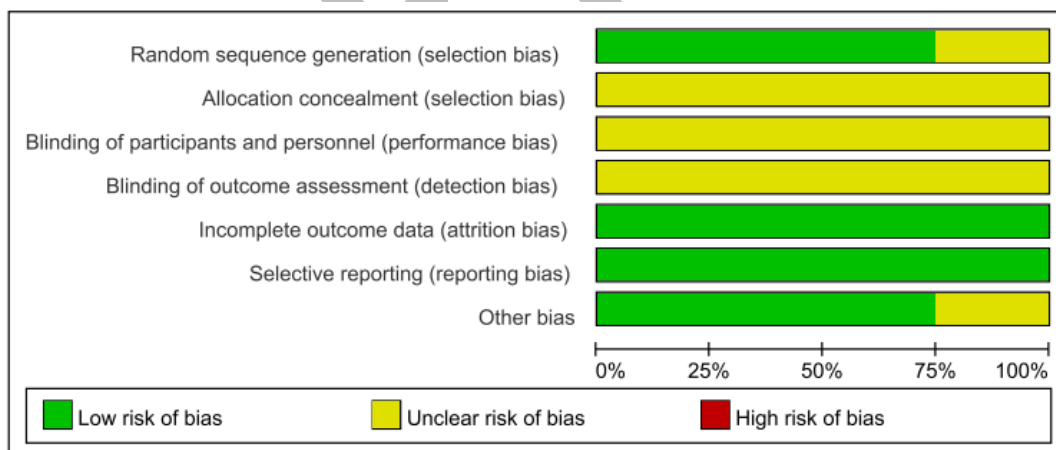 Random sequence generation (selection bias)
Allocation concealment (selection bias)
Blinding of participants and personnel (performance bias)
Blinding of outcome assessment (detection bias)
Incomplete outcome data (attrition bias)
Selective reporting (reporting bias)
Other bias
0% 25% 50% 75% 100%
Low risk of bias Unclear risk of bias High risk of bias